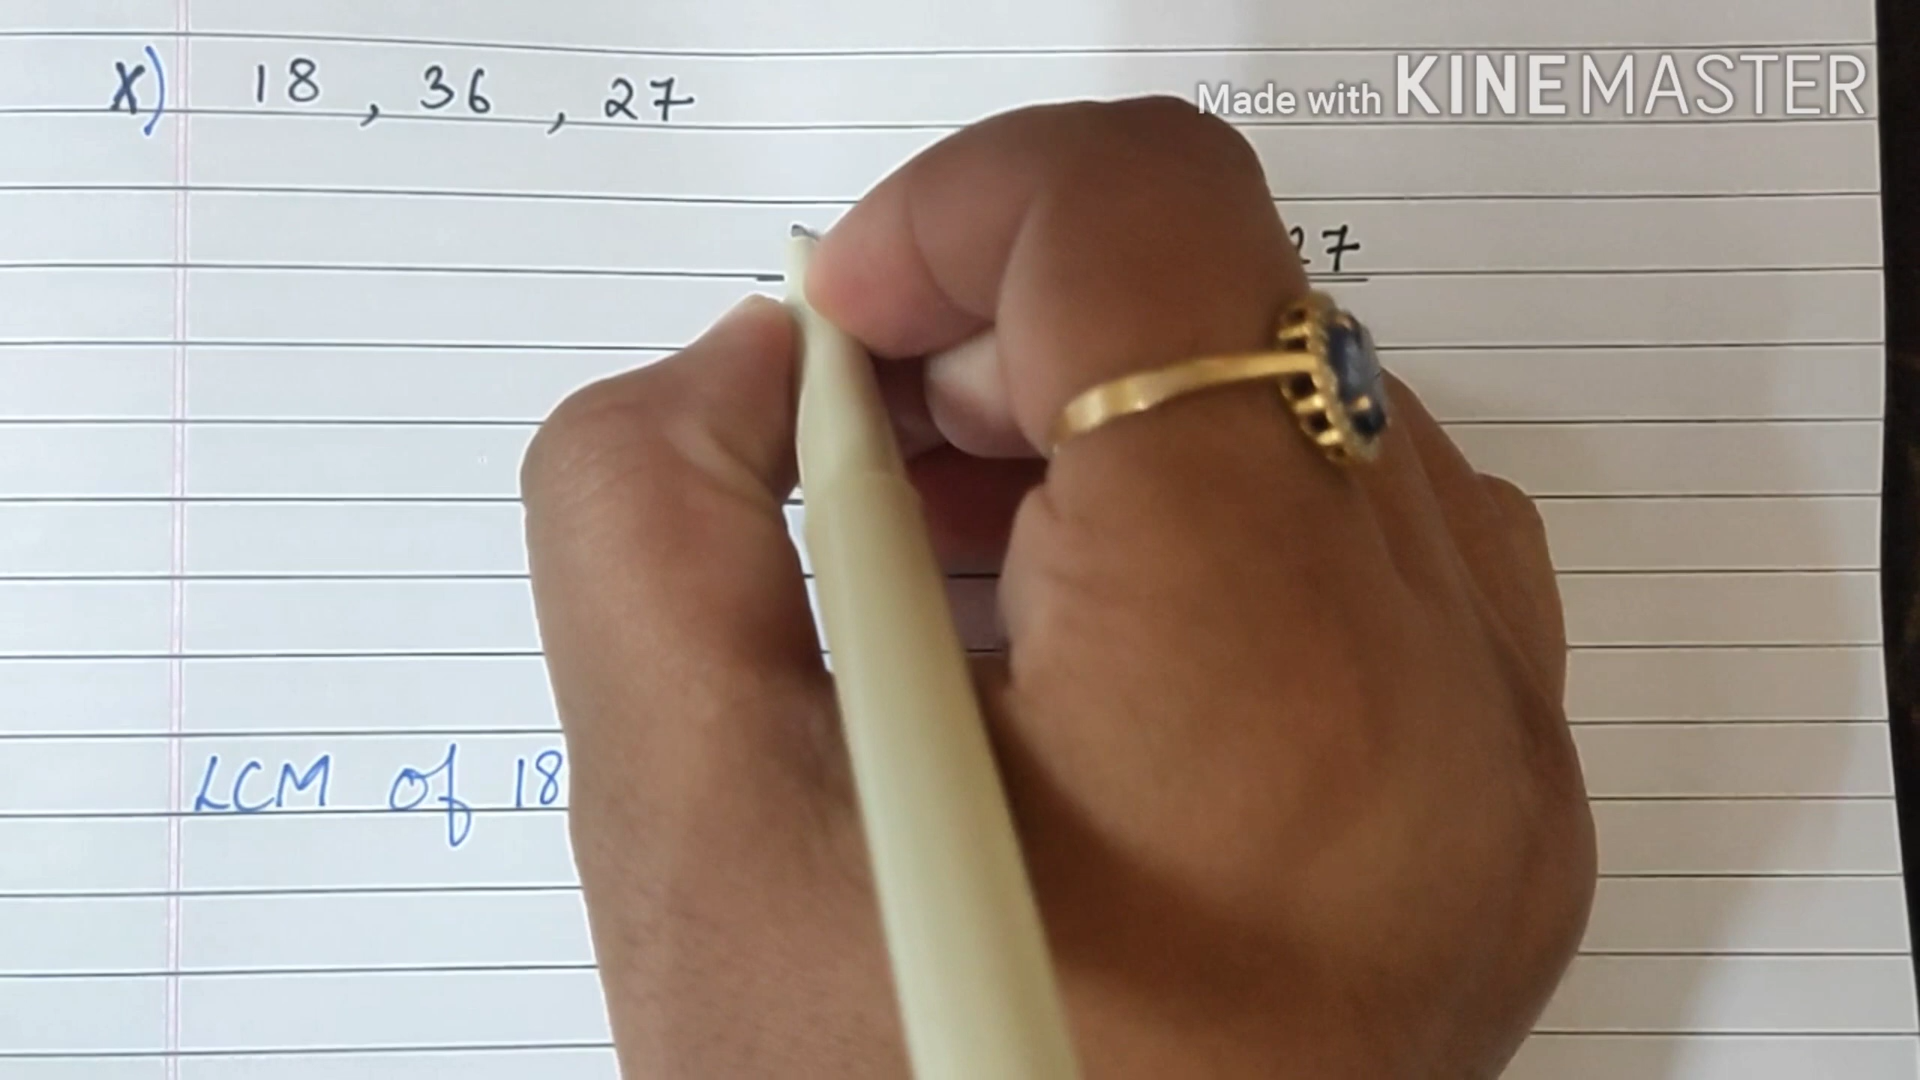 x) 18 , 36 , 27
Made with KINEMASTER
27
LCM of 18